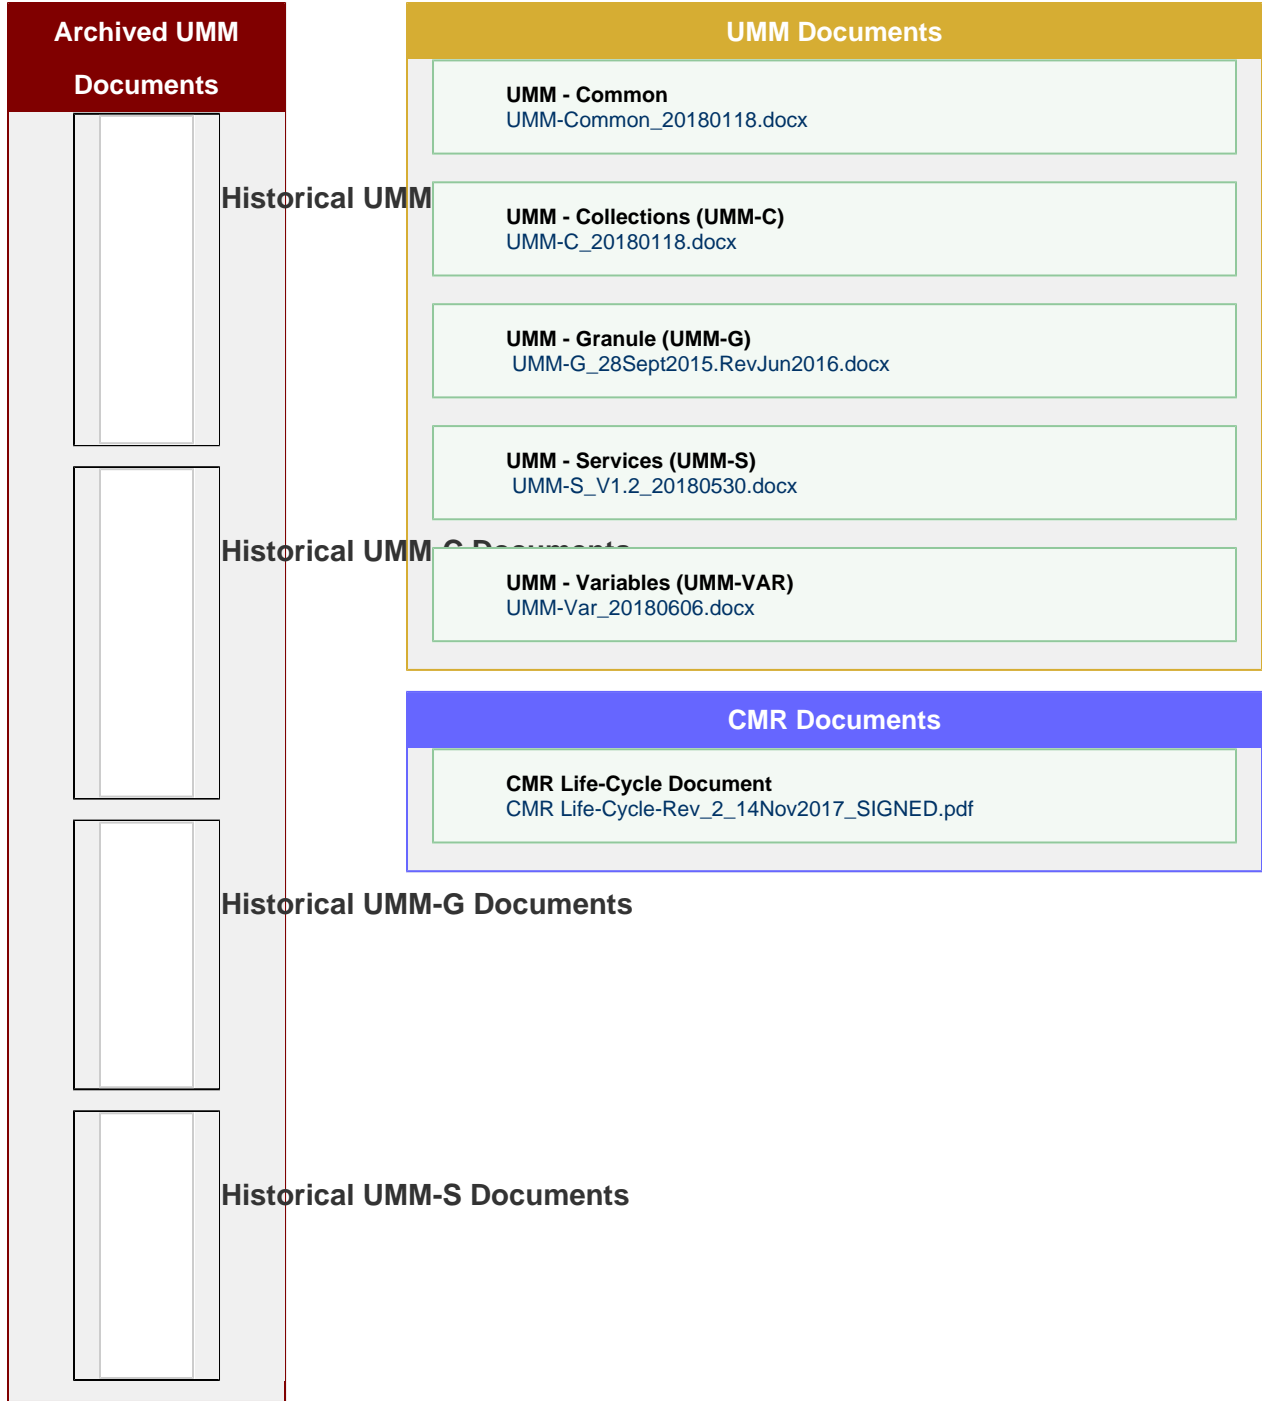 Archived UMM
Documents
Historical UMM
Historical UMM-C Documents
Historical UMM-G Documents
Historical UMM-S Documents
UMM Documents
UMM - Common
UMM-Common_20180118.docx
UMM - Collections (UMM-C)
UMM-C_20180118.docx
UMM - Granule (UMM-G)
UMM-G_28Sept2015.RevJun2016.docx
UMM - Services (UMM-S)
UMM-S_V1.2_20180530.docx
UMM - Variables (UMM-VAR)
UMM-Var_20180606.docx
CMR Documents
CMR Life-Cycle Document
CMR Life-Cycle-Rev_2_14Nov2017_SIGNED.pdf